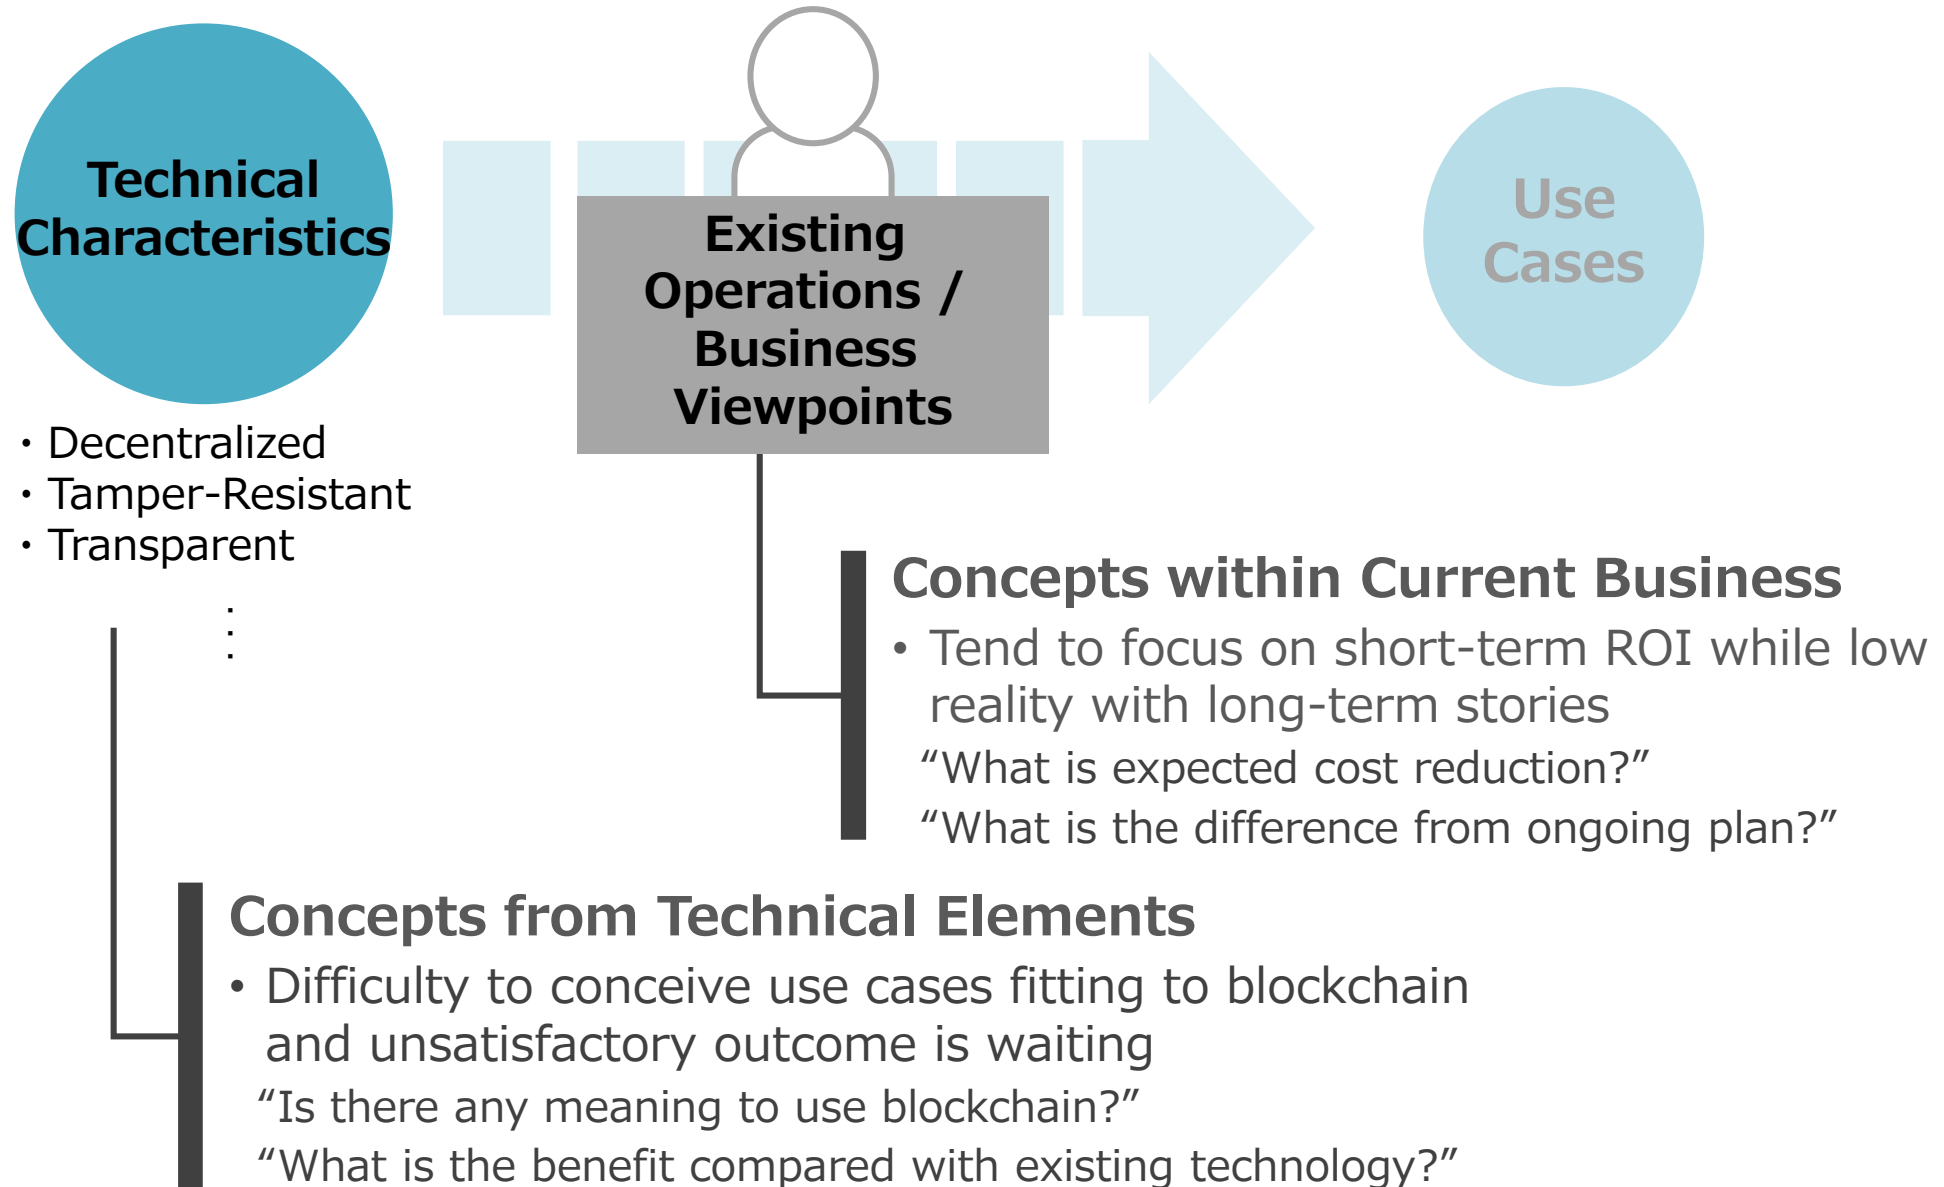 Technical
Characteristics
・Decentralized
・Tamper-Resistant
・Transparent
Existing
Operations /
Business
Viewpoints
Use
Cases
Concepts within Current Business
• Tend to focus on short-term ROI while low
reality with long-term stories
“What is expected cost reduction?”
“What is the difference from ongoing plan?”
Concepts from Technical Elements
• Difficulty to conceive use cases fitting to blockchain
and unsatisfactory outcome is waiting
“Is there any meaning to use blockchain?”
“What is the benefit compared with existing technology?”